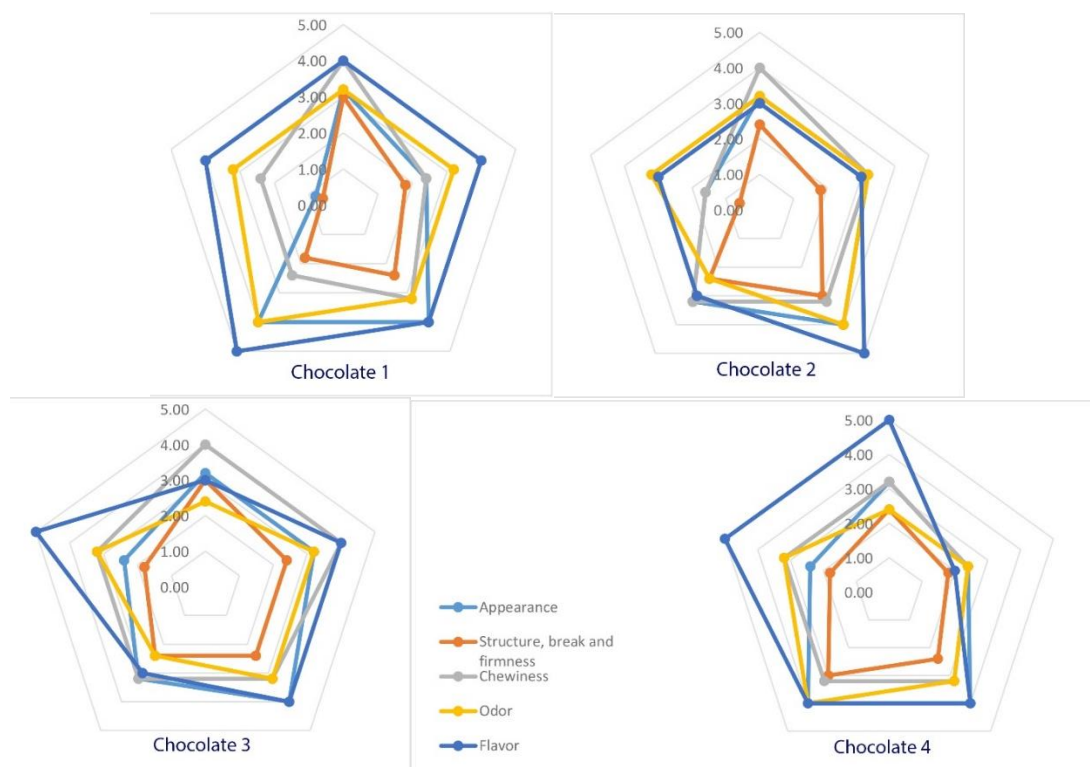 5.00
4.00
3.00
2.00
1.00
0.00
Chocolate 1
5.00
4.00
3.00
2.00
1.00
0.00
Chocolate 2
5.00
4.00
3.00
2.00
1.00
0.00
Chocolate 3
Appearance
Structure, break and
firmness
Chewiness
Odor
Flavor
5.00
4.00
3.00
2.00
1.00
0.00
Chocolate 4